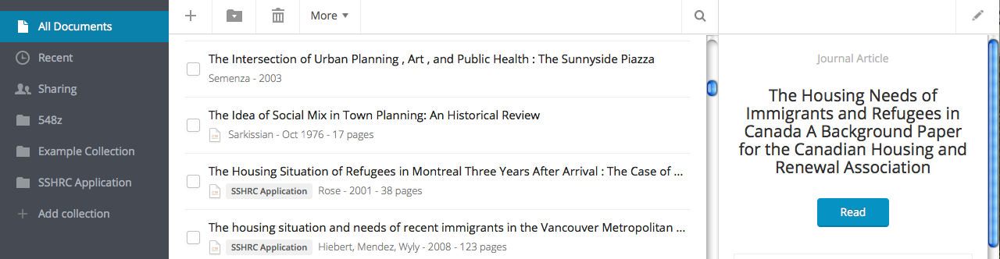 All Documents
Recent
Sharing
548z
Example Collection
SSHRC Application
Add collection
More
The Intersection of Urban Planning , Art , and Public Health : The Sunnyside Piazza
Semenza - 2003
The Idea of Social Mix in Town Planning: An Historical Review
Sarkissian - Oct 1976 - 17 pages
The Housing Situation of Refugees in Montreal Three Years After Arrival : The Case of ...
SSHRC Application Rose - 2001 - 38 pages
The housing situation and needs of recent immigrants in the Vancouver Metropolitan ...
SSHRC Application Hiebert, Mendez, Wyly - 2008 - 123 pages
Journal Article
The Housing Needs of
Immigrants and Refugees in
Canada A Background Paper
for the Canadian Housing and
Renewal Association
Read